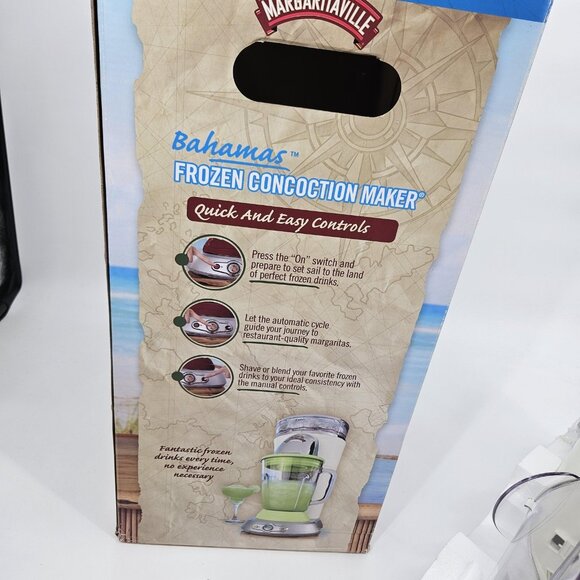 MARGARITAVILLE
Bahamas™
FROZEN CONCOCTION MAKER®
Quick And Easy Controls
Press the "On" switch and
prepare to set sail to the land
of perfect frozen drinks.
Let the automatic cycle
guide your journey to
restaurant-quality margaritas.
Shave or blend your favorite frozen
drinks to your ideal consistency with
the manual controls.
Fantastic frozen
drinks every time,
no experience
necessary